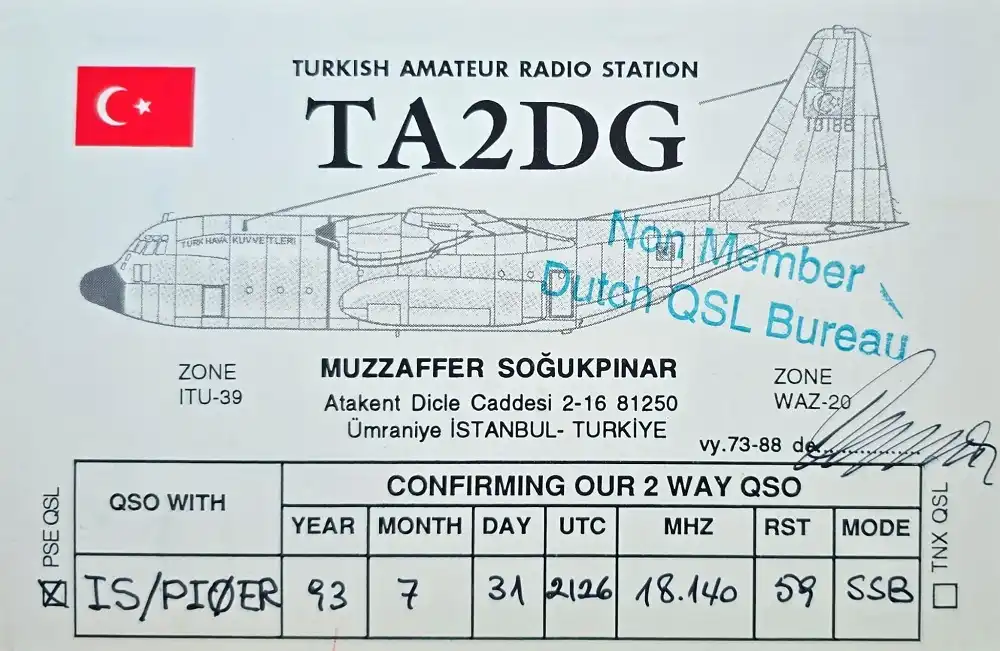 TURKISH AMATEUR RADIO STATION
TA2DG
TÜRK HAVA KUVVETLERİ
Non Member
Dutch QSL Bureau
ZONE
ITU-39
MUZZAFFER SOĞUKPINAR
Atakent Dicle Caddesi 2-16 81250
Ümraniye İSTANBUL- TURKİYE
ZONE
WAZ-20
vy.73-88 de
PSE QSL
QSO WITH
CONFIRMING OUR 2 WAY QSO
YEAR MONTH DAY UTC MHZ RST MODE
IS/PIØER 93 7 31 2126 18.140 59 SSB
TNX QSL